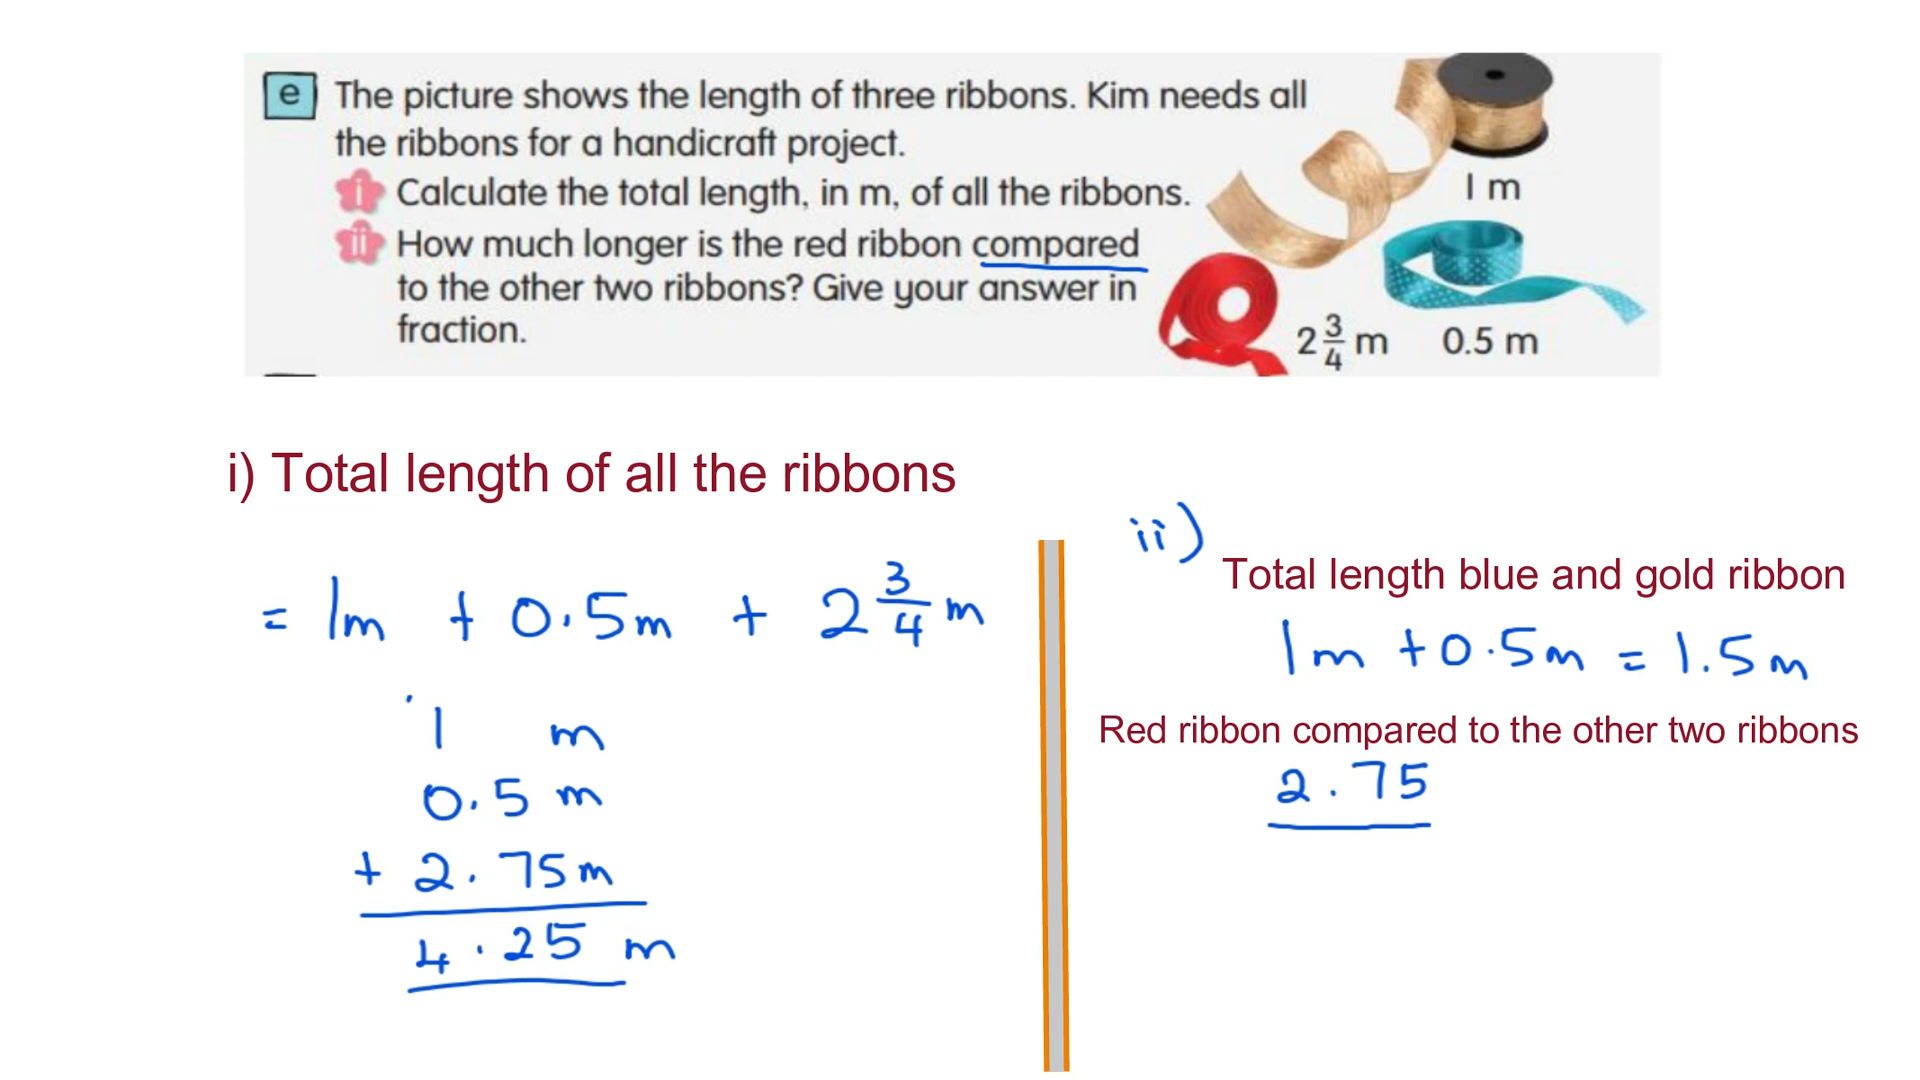 e The picture shows the length of three ribbons. Kim needs all
the ribbons for a handicraft project.
i Calculate the total length, in m, of all the ribbons.
ii How much longer is the red ribbon compared
to the other two ribbons? Give your answer in
fraction.
1 m
2 3/4 m
0.5 m
i) Total length of all the ribbons
= 1m + 0.5m + 2 3/4 m
1 m
0.5 m
+ 2.75m
4.25 m
ii)
Total length blue and gold ribbon
1m + 0.5m = 1.5m
Red ribbon compared to the other two ribbons
2.75